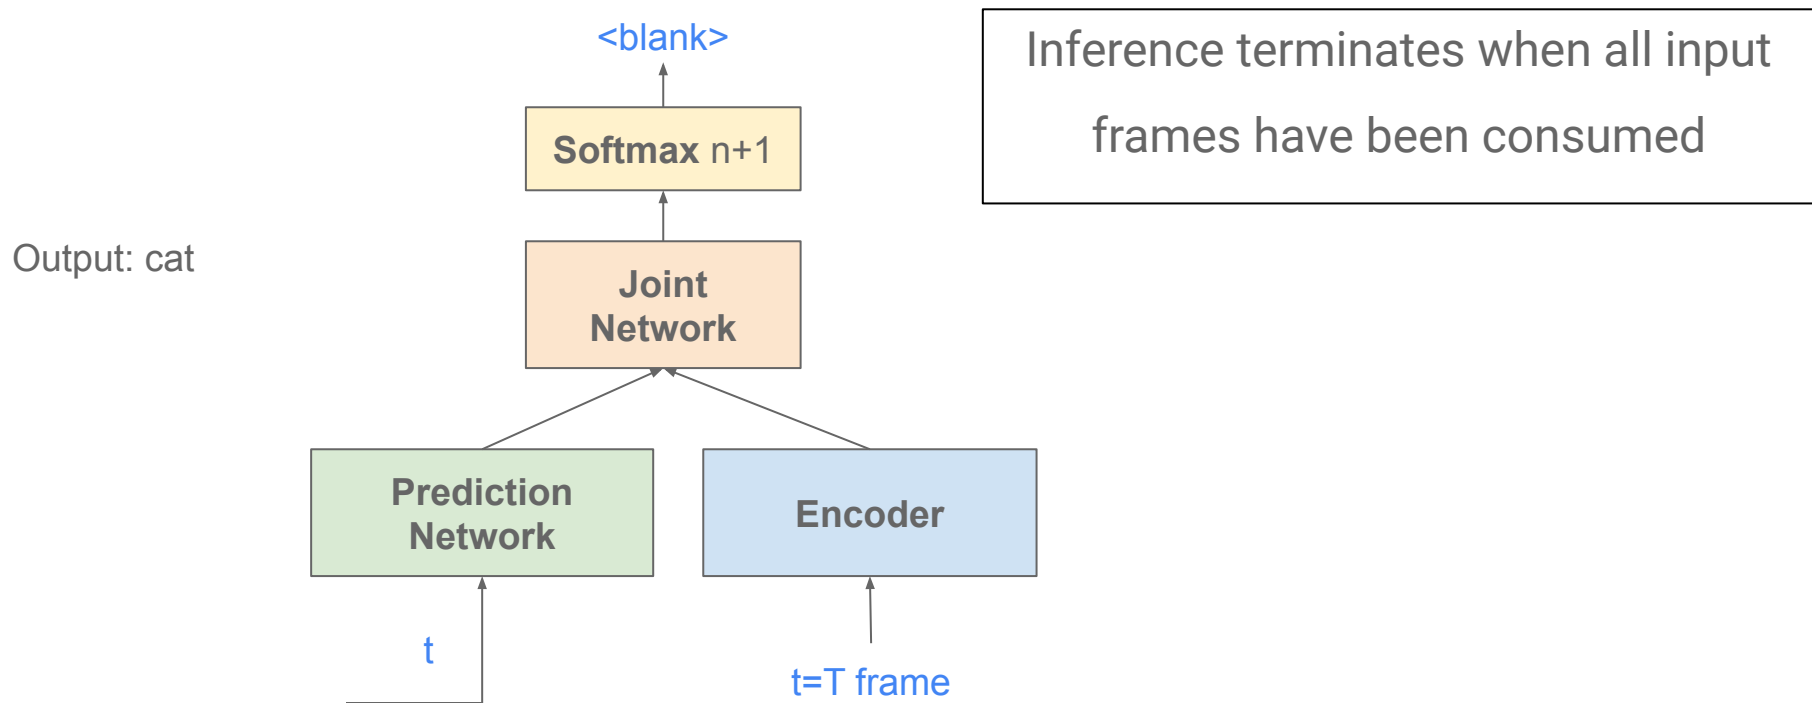 <blank>
Inference terminates when all input
frames have been consumed
Softmax n+1
Output: cat
Joint
Network
Prediction
Network
Encoder
t
t=T frame